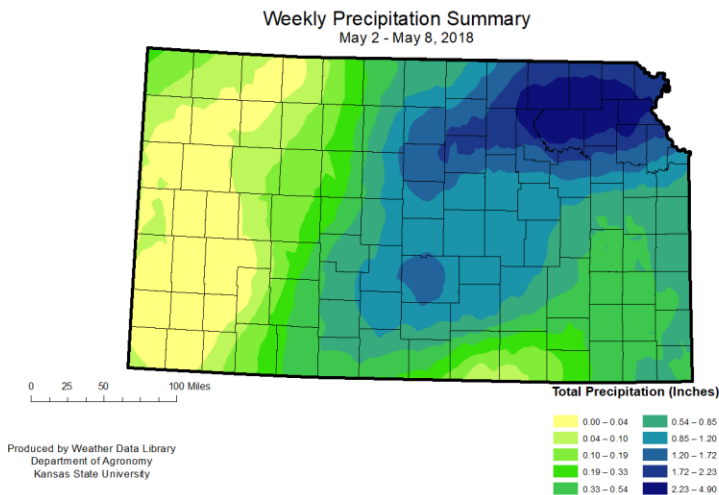 Weekly Precipitation Summary
May 2 - May 8, 2018
0 25 50 100 Miles
Total Precipitation (Inches)
0.00 – 0.04
0.04 – 0.10
0.10 – 0.19
0.19 – 0.33
0.33 – 0.54
0.54 – 0.85
0.85 – 1.20
1.20 – 1.72
1.72 – 2.23
2.23 – 4.90
Produced by Weather Data Library
Department of Agronomy
Kansas State University